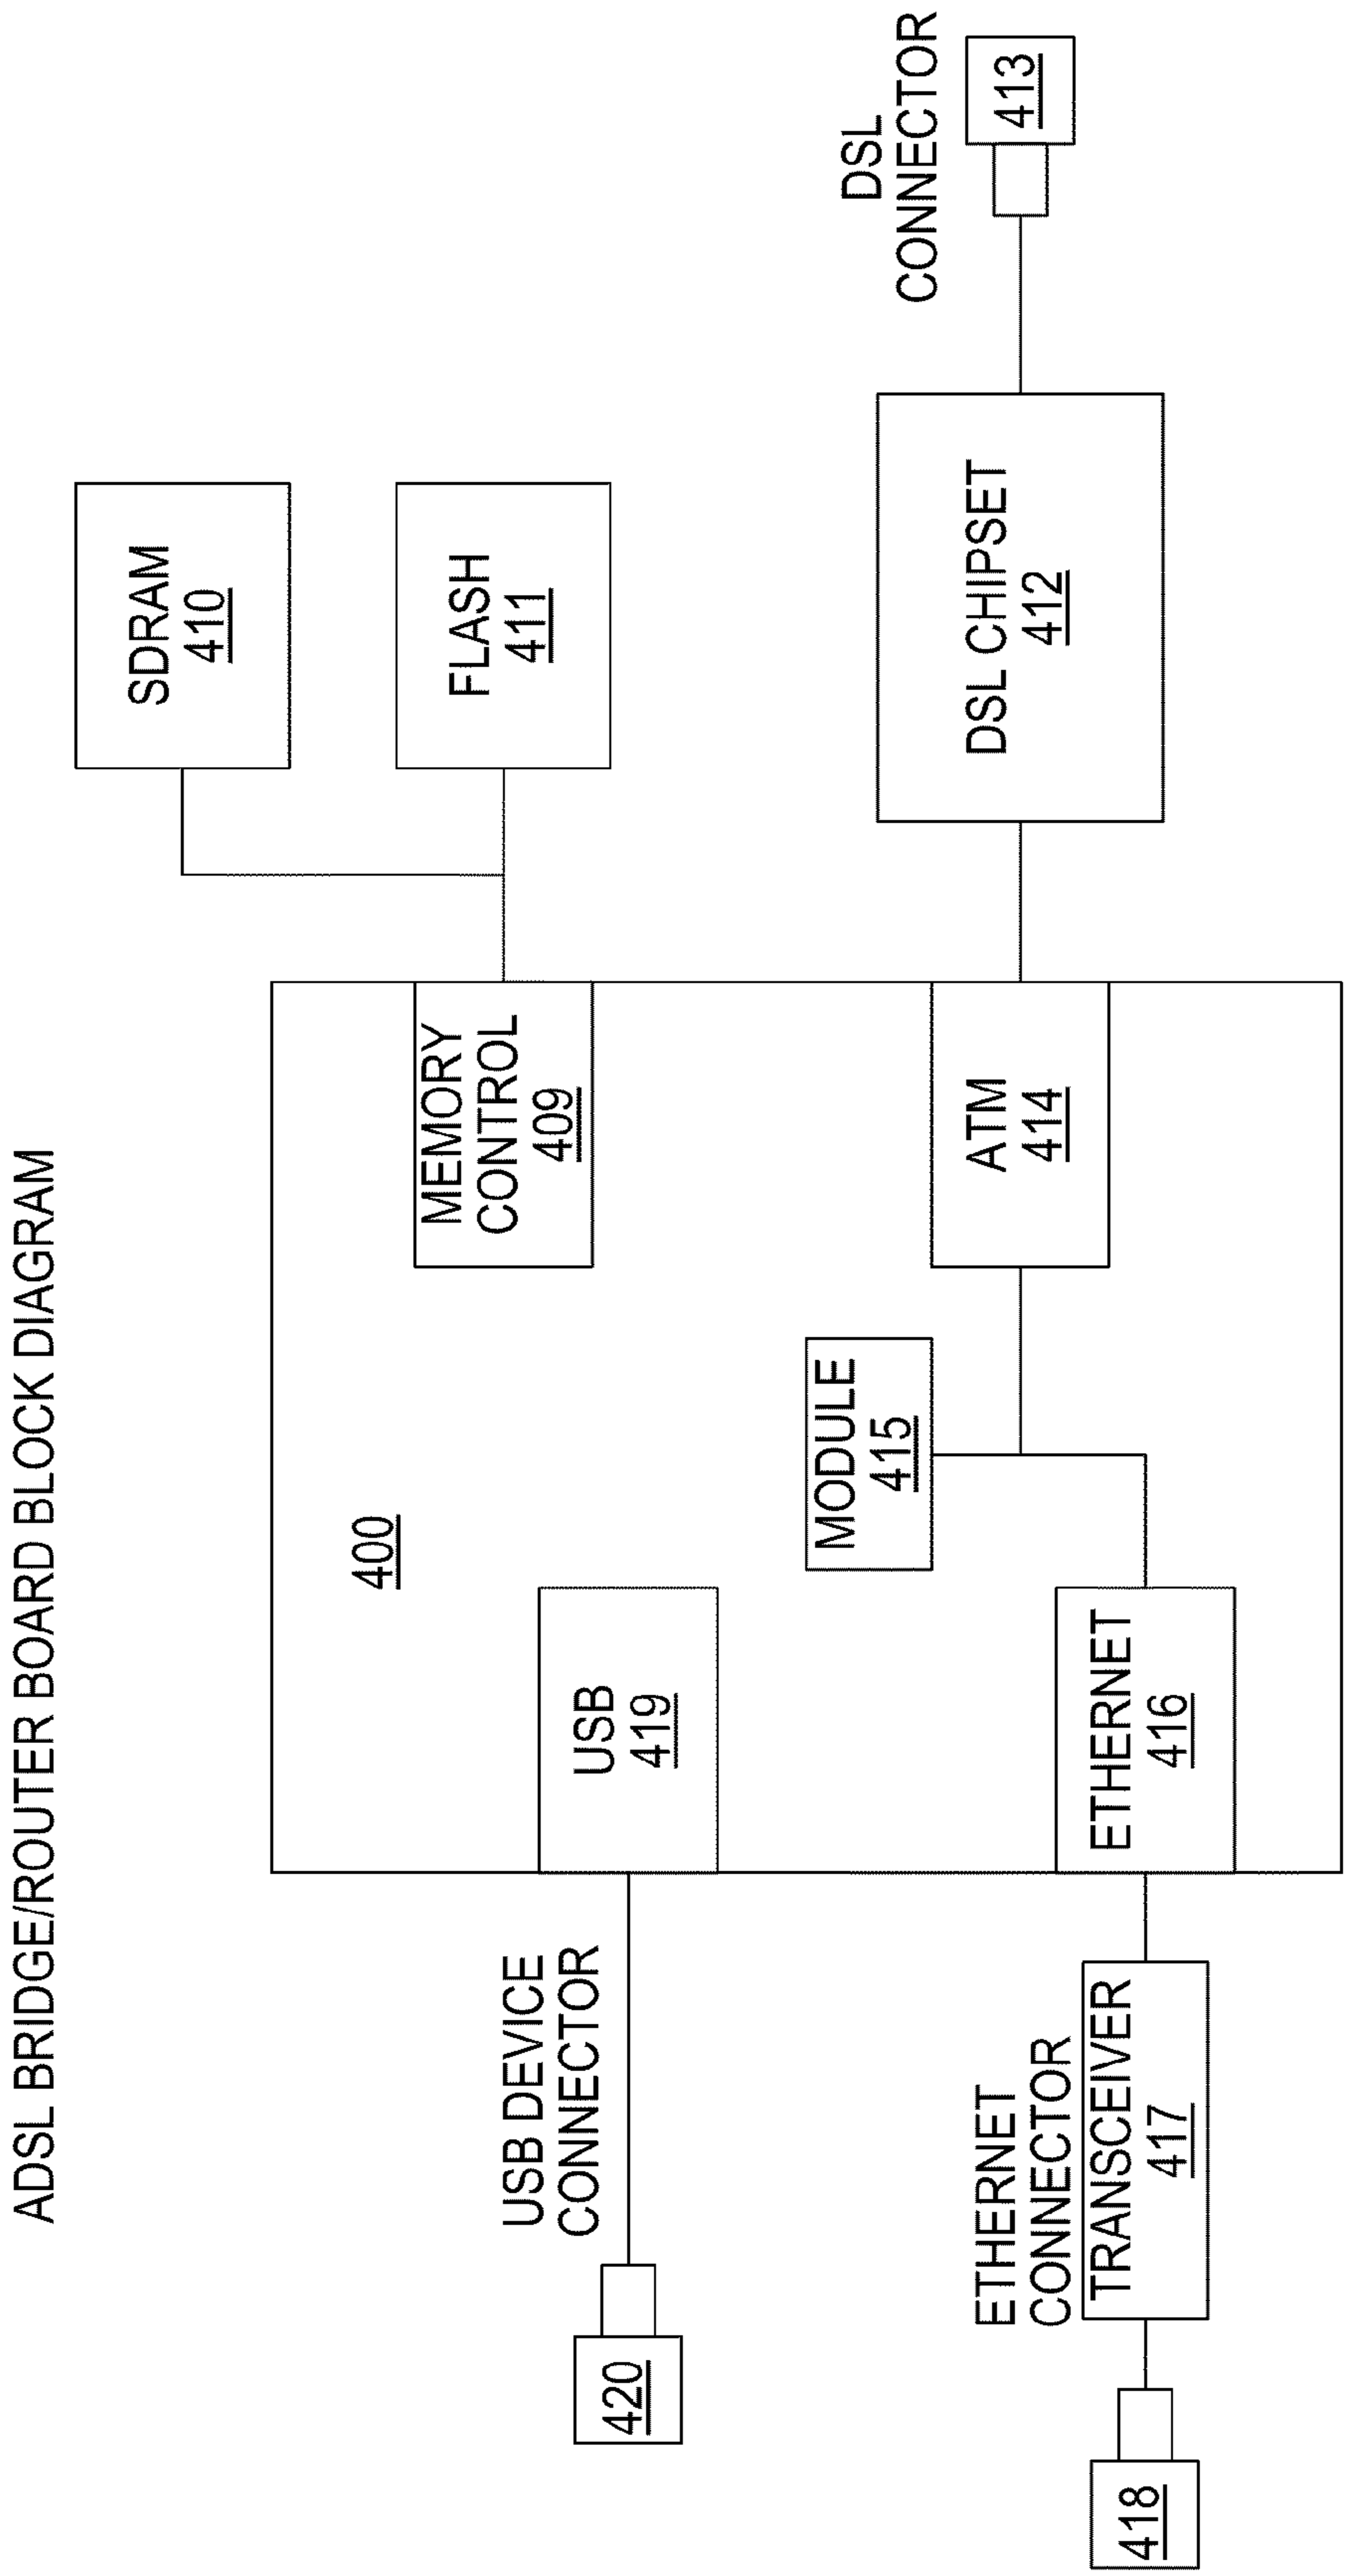 ADSL BRIDGE/ROUTER BOARD BLOCK DIAGRAM
SDRAM
410
FLASH
411
400
MEMORY
CONTROL
409
USB DEVICE
CONNECTOR
420
USB
419
MODULE
415
DSL
CONNECTOR
413
DSL CHIPSET
412
ATM
414
ETHERNET
CONNECTOR
TRANSCEIVER
417
418
ETHERNET
416